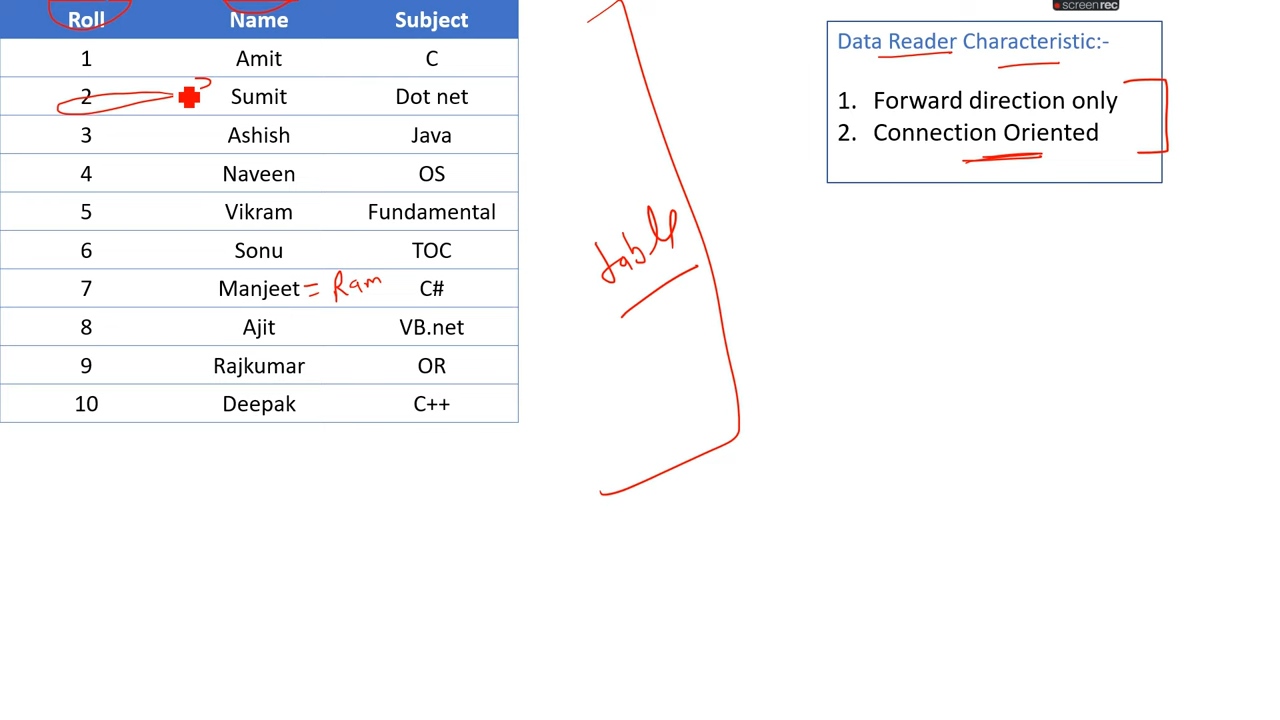 screenrec
Roll Name Subject
1 Amit C
2 Sumit Dot net
3 Ashish Java
4 Naveen OS
5 Vikram Fundamental
6 Sonu TOC
7 Manjeet = Ram C#
8 Ajit VB.net
9 Rajkumar OR
10 Deepak C++
table
Data Reader Characteristic:-
1. Forward direction only
2. Connection Oriented